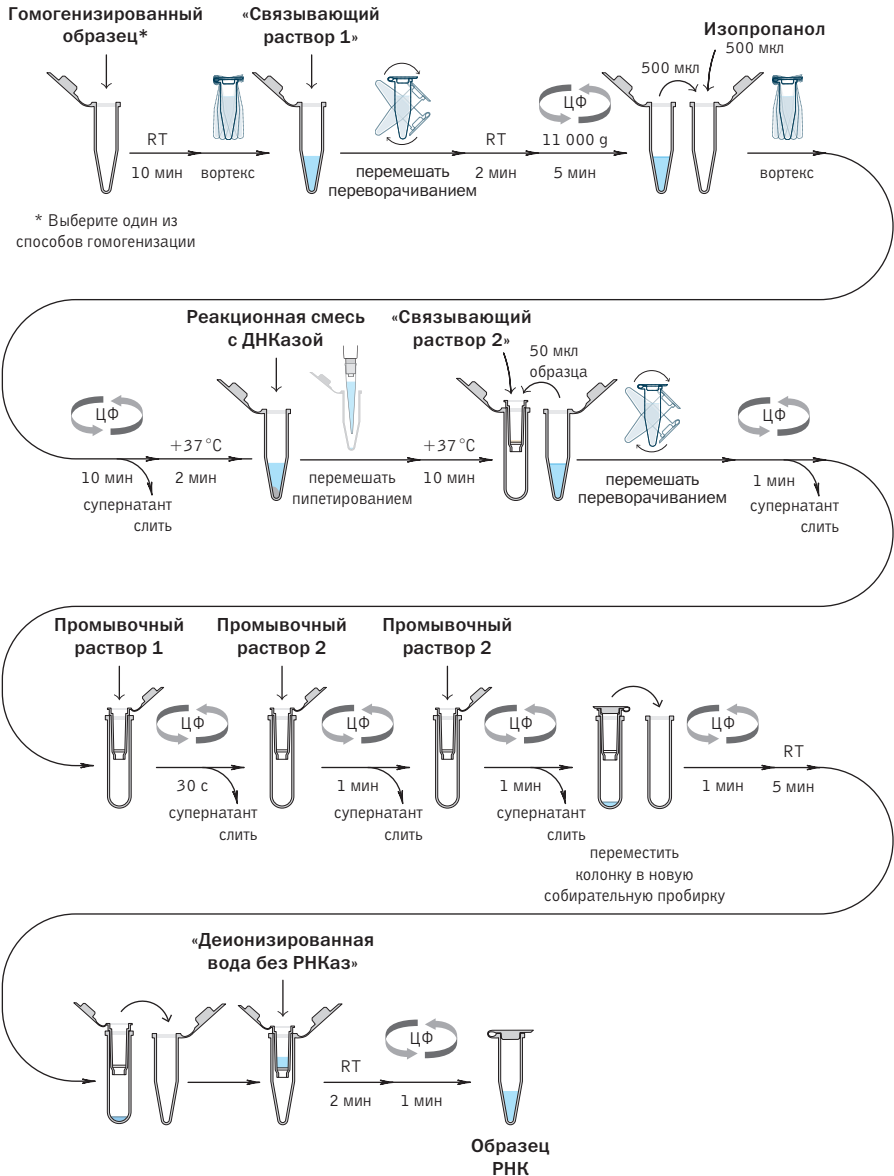 Гомогенизированный
образец*
«Связывающий
раствор 1»
Изопропанол
500 мкл
500 мкл
ЦФ
RT
10 мин
вортекс
перемешать
переворачиванием
RT
2 мин
11 000 g
5 мин
вортекс
* Выберите один из
способов гомогенизации
Реакционная смесь
с ДНКазой
«Связывающий
раствор 2»
50 мкл
образца
ЦФ
10 мин
супернатант
слить
+37°C
2 мин
перемешать
пипетированием
+37°C
10 мин
перемешать
переворачиванием
ЦФ
1 мин
супернатант
слить
Промывочный
раствор 1
Промывочный
раствор 2
Промывочный
раствор 2
ЦФ
30 с
супернатант
слить
ЦФ
1 мин
супернатант
слить
ЦФ
1 мин
супернатант
слить
переместить
колонку в новую
собирательную пробирку
ЦФ
1 мин
RT
5 мин
«Деионизированная
вода без РНКаз»
RT
2 мин
ЦФ
1 мин
Образец
РНК